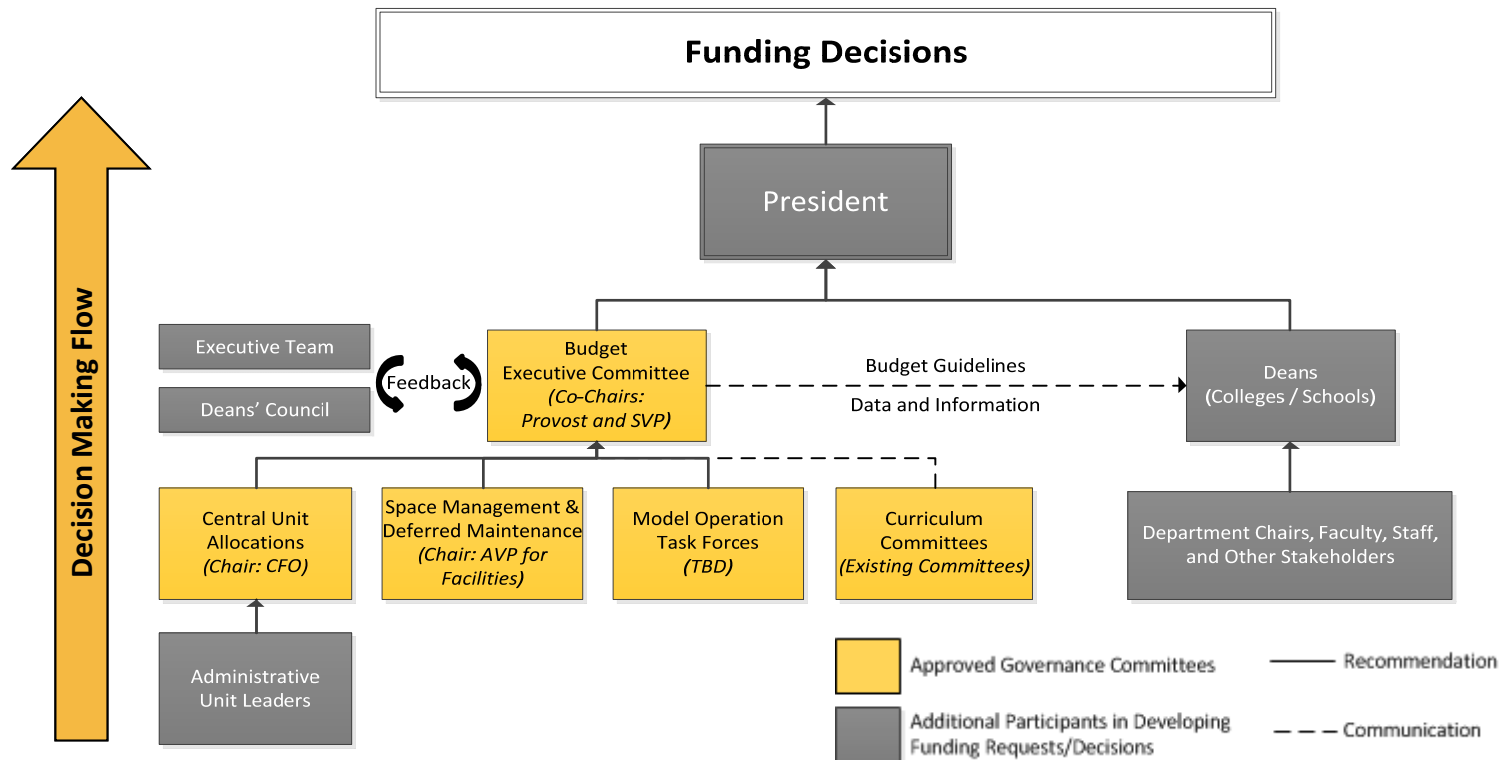 Funding Decisions
President
Decision Making Flow
Executive Team
Deans’ Council
Feedback
Budget
Executive Committee
(Co-Chairs:
Provost and SVP)
Budget Guidelines
Data and Information
Deans
(Colleges / Schools)
Central Unit
Allocations
(Chair: CFO)
Space Management &
Deferred Maintenance
(Chair: AVP for
Facilities)
Model Operation
Task Forces
(TBD)
Curriculum
Committees
(Existing Committees)
Department Chairs, Faculty, Staff,
and Other Stakeholders
Administrative
Unit Leaders
Approved Governance Committees
Recommendation
Additional Participants in Developing
Funding Requests/Decisions
Communication